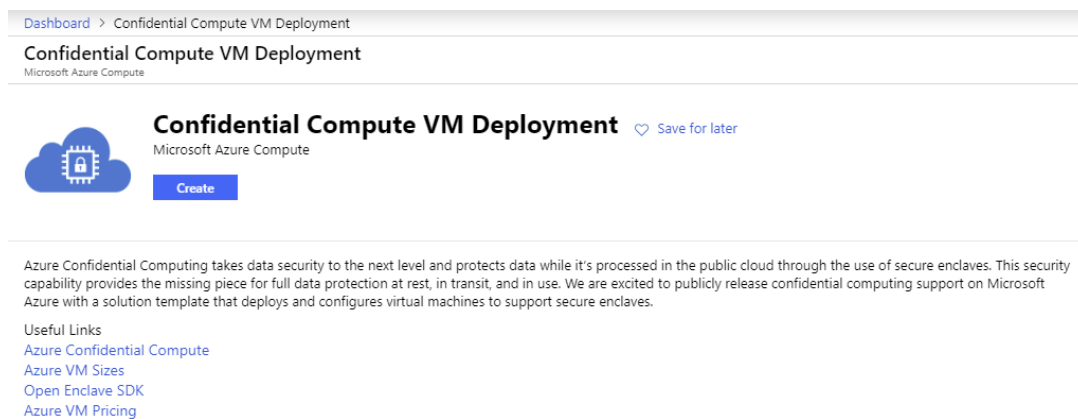 Dashboard > Confidential Compute VM Deployment
Confidential Compute VM Deployment
Microsoft Azure Compute
Confidential Compute VM Deployment Save for later
Microsoft Azure Compute
Create
Azure Confidential Computing takes data security to the next level and protects data while it's processed in the public cloud through the use of secure enclaves. This security
capability provides the missing piece for full data protection at rest, in transit, and in use. We are excited to publicly release confidential computing support on Microsoft
Azure with a solution template that deploys and configures virtual machines to support secure enclaves.
Useful Links
Azure Confidential Compute
Azure VM Sizes
Open Enclave SDK
Azure VM Pricing